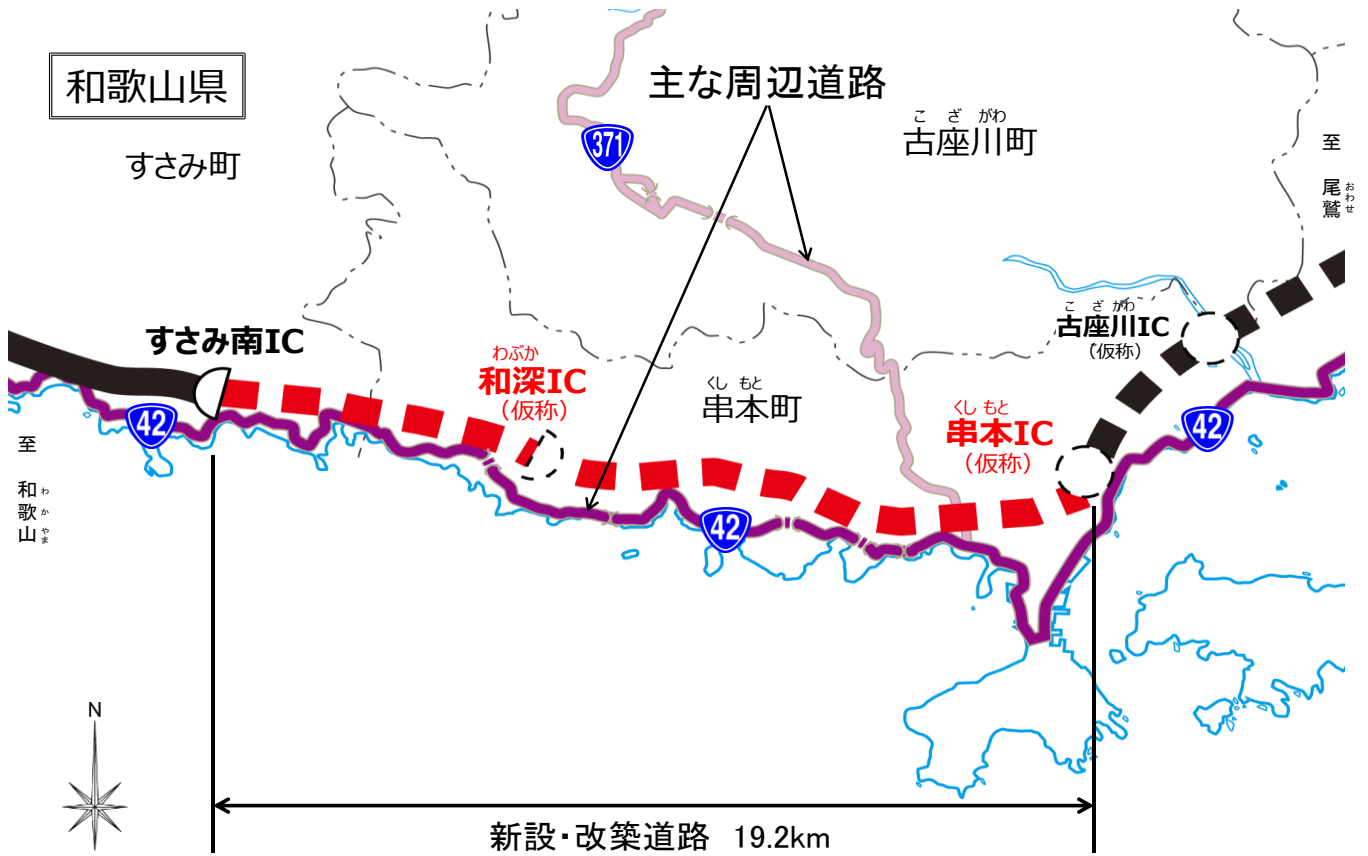 和歌山県
すさみ町
主な周辺道路
371
こざがわ
古座川町
至 尾鷲
おわせ
すさみ南IC
わぶか
和深IC
(仮称)
くしもと
串本町
こざがわ
古座川IC
(仮称)
くしもと
串本IC
(仮称)
42
42
42
至 和歌山
わかやま
N
新設・改築道路 19.2km